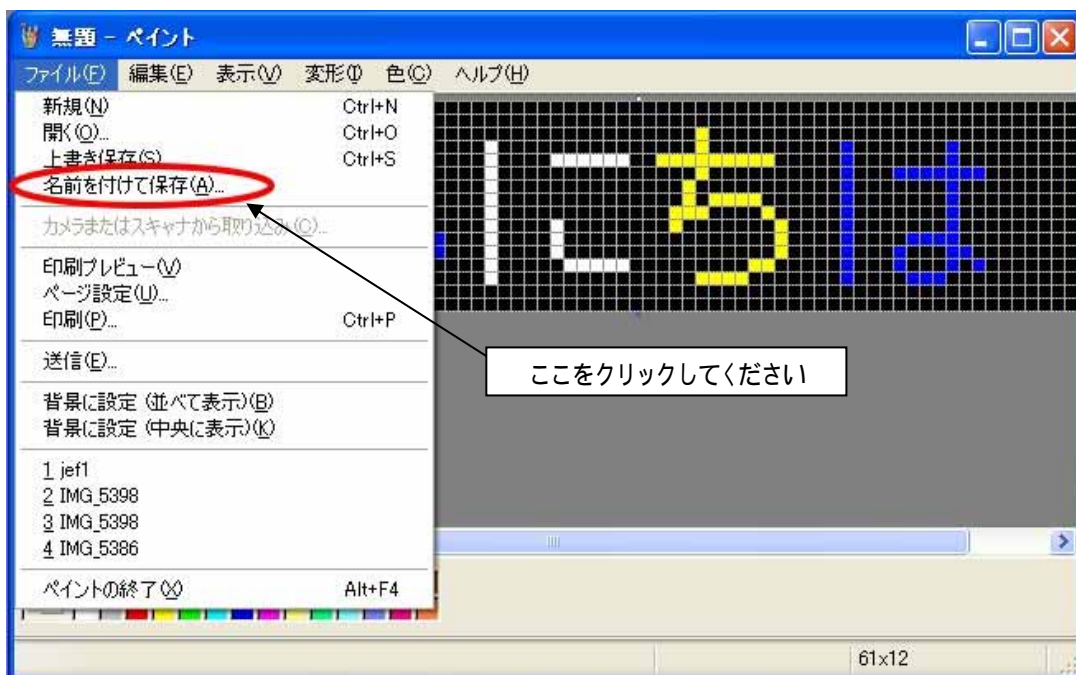 無題 - ペイント
ファイル(F) 編集(E) 表示(V) 変形(I) 色(C) ヘルプ(H)
新規(N) Ctrl+N
開く(O)... Ctrl+O
上書き保存(S) Ctrl+S
名前を付けて保存(A)...
カメラまたはスキャナから取り込み(C)...
印刷プレビュー(V)
ページ設定(U)...
印刷(P)... Ctrl+P
送信(E)...
背景に設定 (並べて表示)(B)
背景に設定 (中央に表示)(K)
1 jef1
2 IMG_5398
3 IMG_5398
4 IMG_5386
ペイントの終了(X) Alt+F4
にちは
ここをクリックしてください
61x12